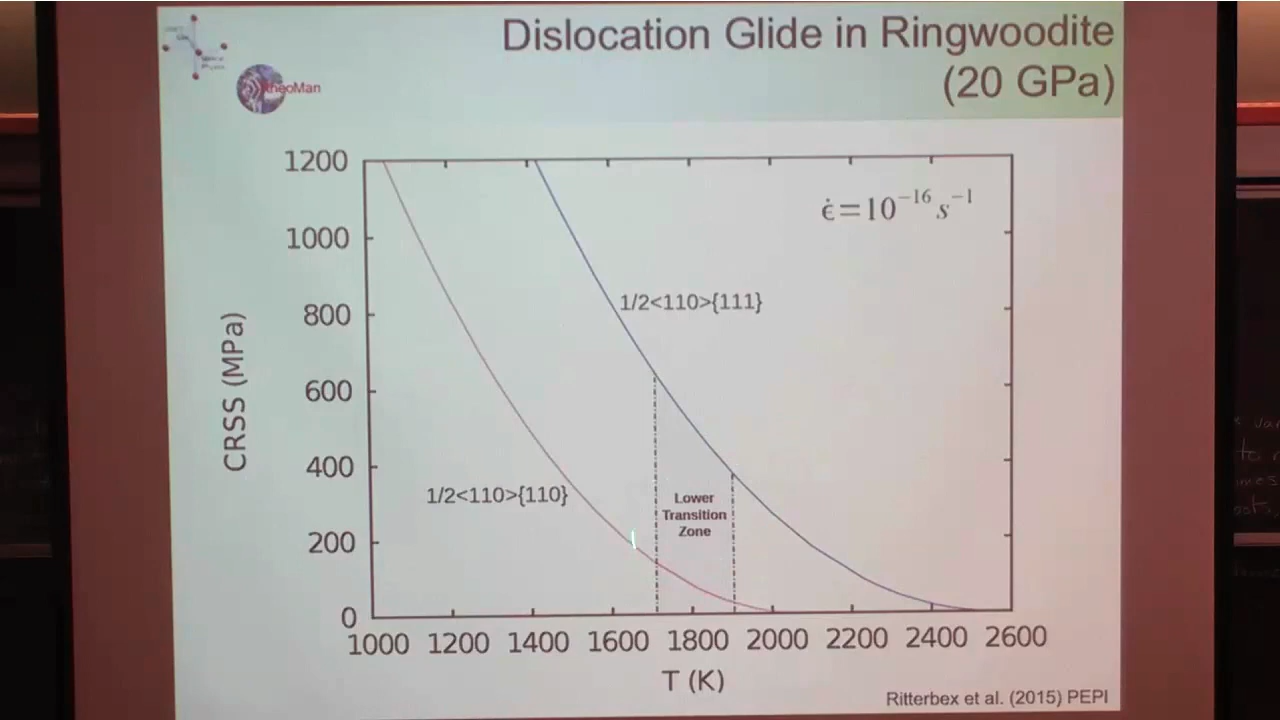 Dislocation Glide in Ringwoodite
(20 GPa)
RheoMan
1200
1000
800
600
400
200
0
CRSS (MPa)
ϵ̇=10⁻¹⁶ s⁻¹
1/2<110>{111}
1/2<110>{110}
Lower
Transition
Zone
1000 1200 1400 1600 1800 2000 2200 2400 2600
T (K)
Ritterbex et al. (2015) PEPI